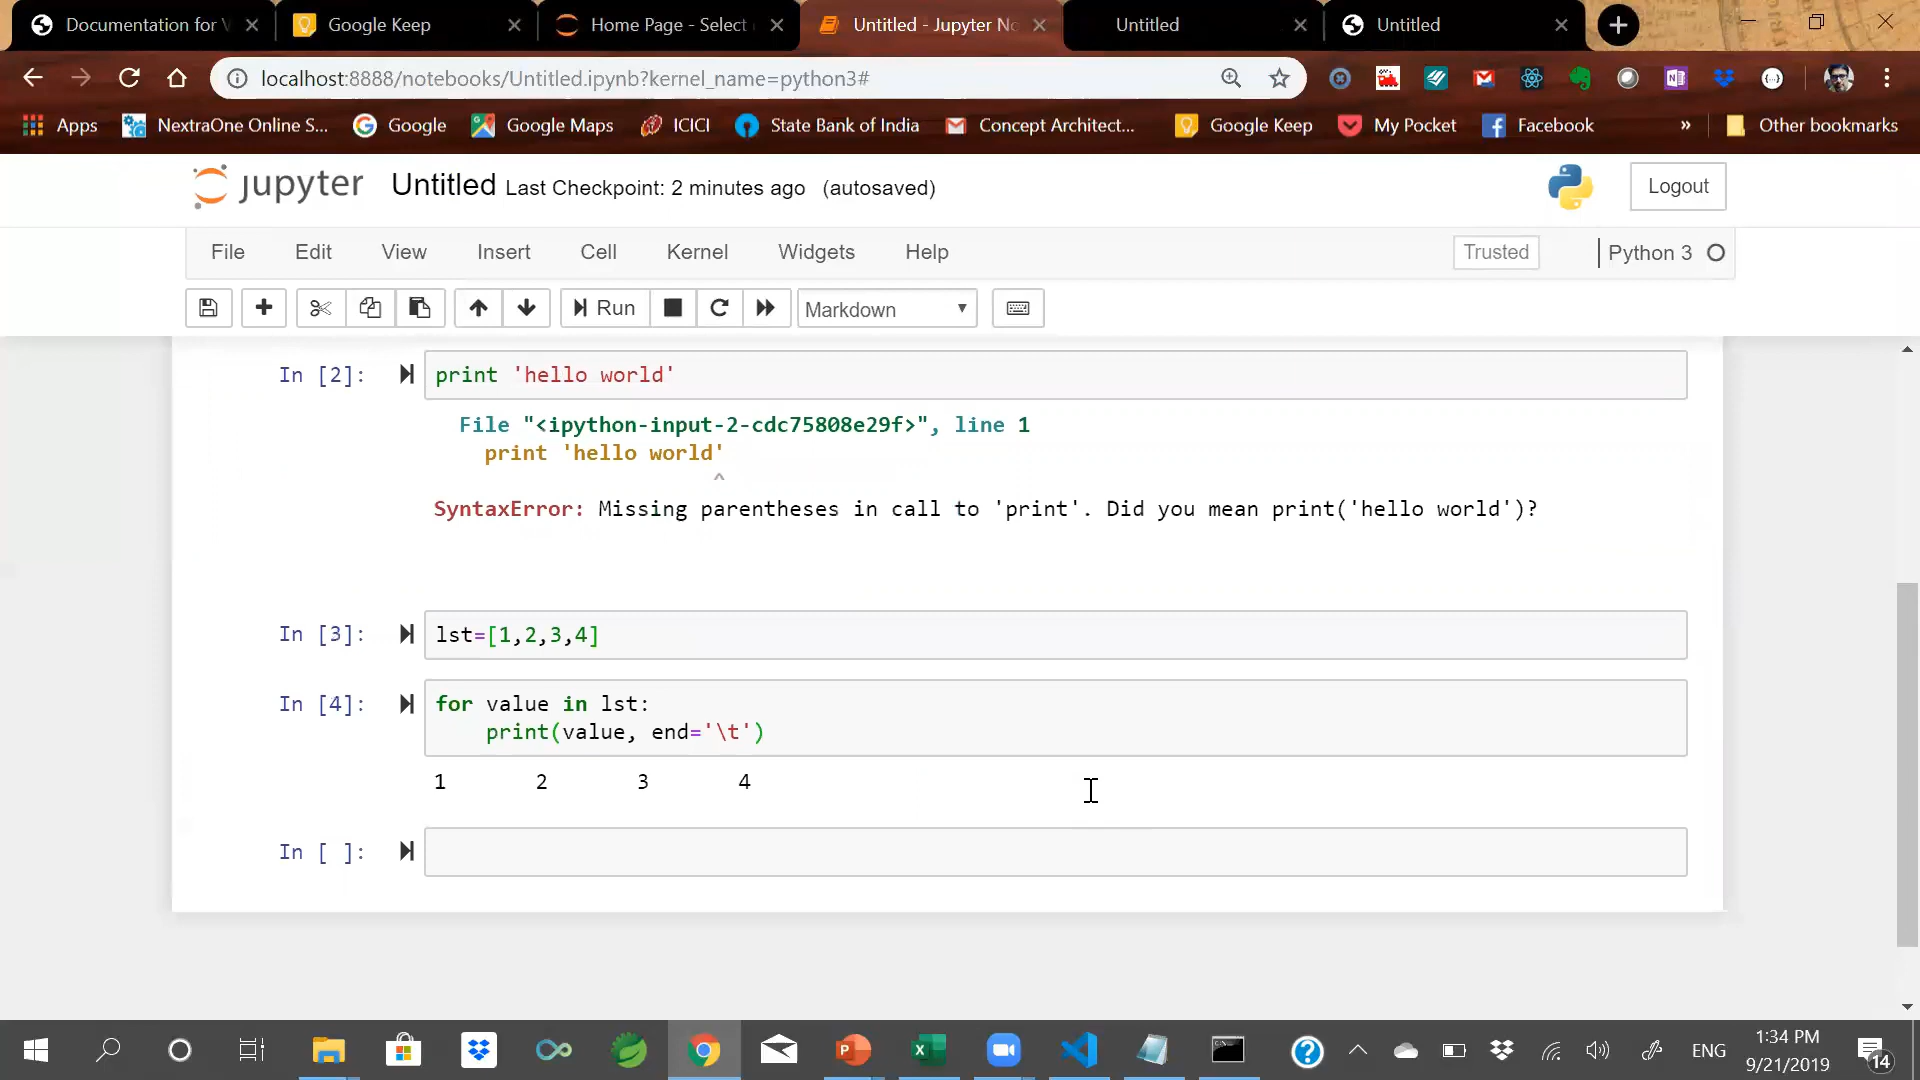 Documentation for V
Google Keep
Home Page - Select
Untitled - Jupyter No
Untitled
Untitled
localhost:8888/notebooks/Untitled.ipynb?kernel_name=python3#
Apps
NextraOne Online S...
Google
Google Maps
ICICI
State Bank of India
Concept Architect...
Google Keep
My Pocket
Facebook
»
Other bookmarks
jupyter Untitled Last Checkpoint: 2 minutes ago (autosaved)
Logout
File Edit View Insert Cell Kernel Widgets Help
Trusted
Python 3
Run
Markdown
In [2]: print 'hello world'
File "<ipython-input-2-cdc75808e29f>", line 1
print 'hello world'
^
SyntaxError: Missing parentheses in call to 'print'. Did you mean print('hello world')?
In [3]: lst=[1,2,3,4]
In [4]: for value in lst:
print(value, end='\t')
1 2 3 4
In [ ]:
ENG
1:34 PM
9/21/2019
14